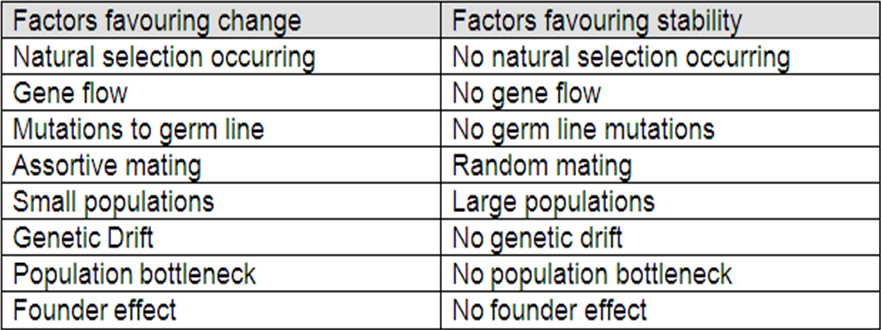 Factors favouring change Factors favouring stability
Natural selection occurring No natural selection occurring
Gene flow No gene flow
Mutations to germ line No germ line mutations
Assortive mating Random mating
Small populations Large populations
Genetic Drift No genetic drift
Population bottleneck No population bottleneck
Founder effect No founder effect